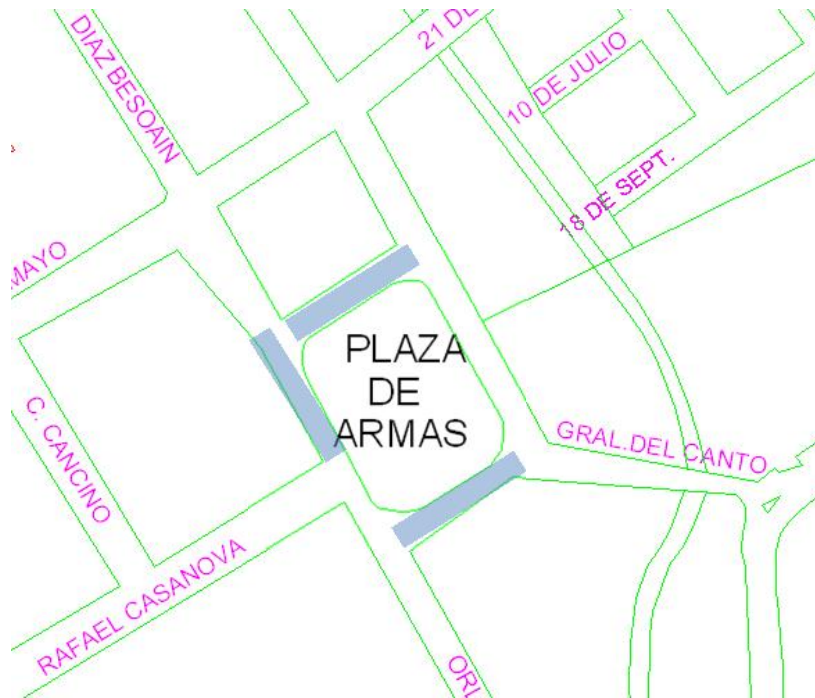 DIAZ BESOAIN
21 DE
10 DE JULIO
18 DE SEPT.
MAYO
PLAZA
DE
ARMAS
C. CANCINO
GRAL.DEL CANTO
RAFAEL CASANOVA